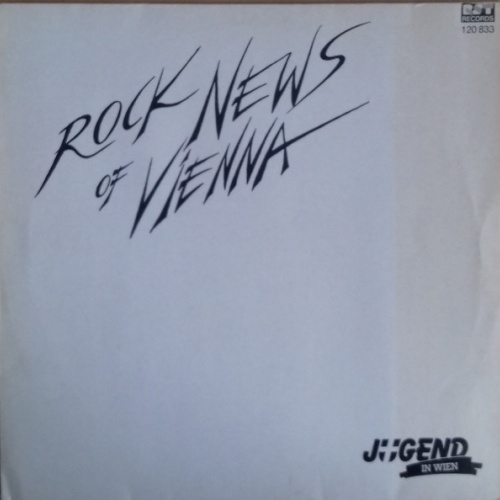 RECORDS
120 833
ROCK NEWS
OF VIENNA
JUGEND
IN WIEN